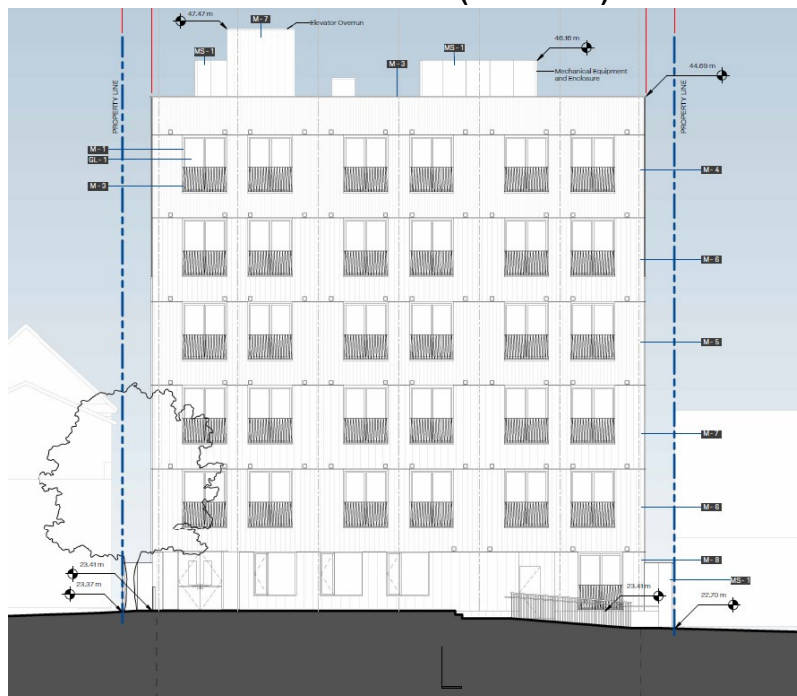 47.47 m
M - 7
Elevator Overrun
MS - 1
MS - 1
46.16 m
M - 3
Mechanical Equipment
and Enclosure
44.69 m
PROPERTY LINE
PROPERTY LINE
M - 1
GL - 1
M - 2
M - 4
M - 6
M - 5
M - 7
M - 6
M - 8
23.41 m
23.37 m
23.41 m
MS - 1
22.70 m